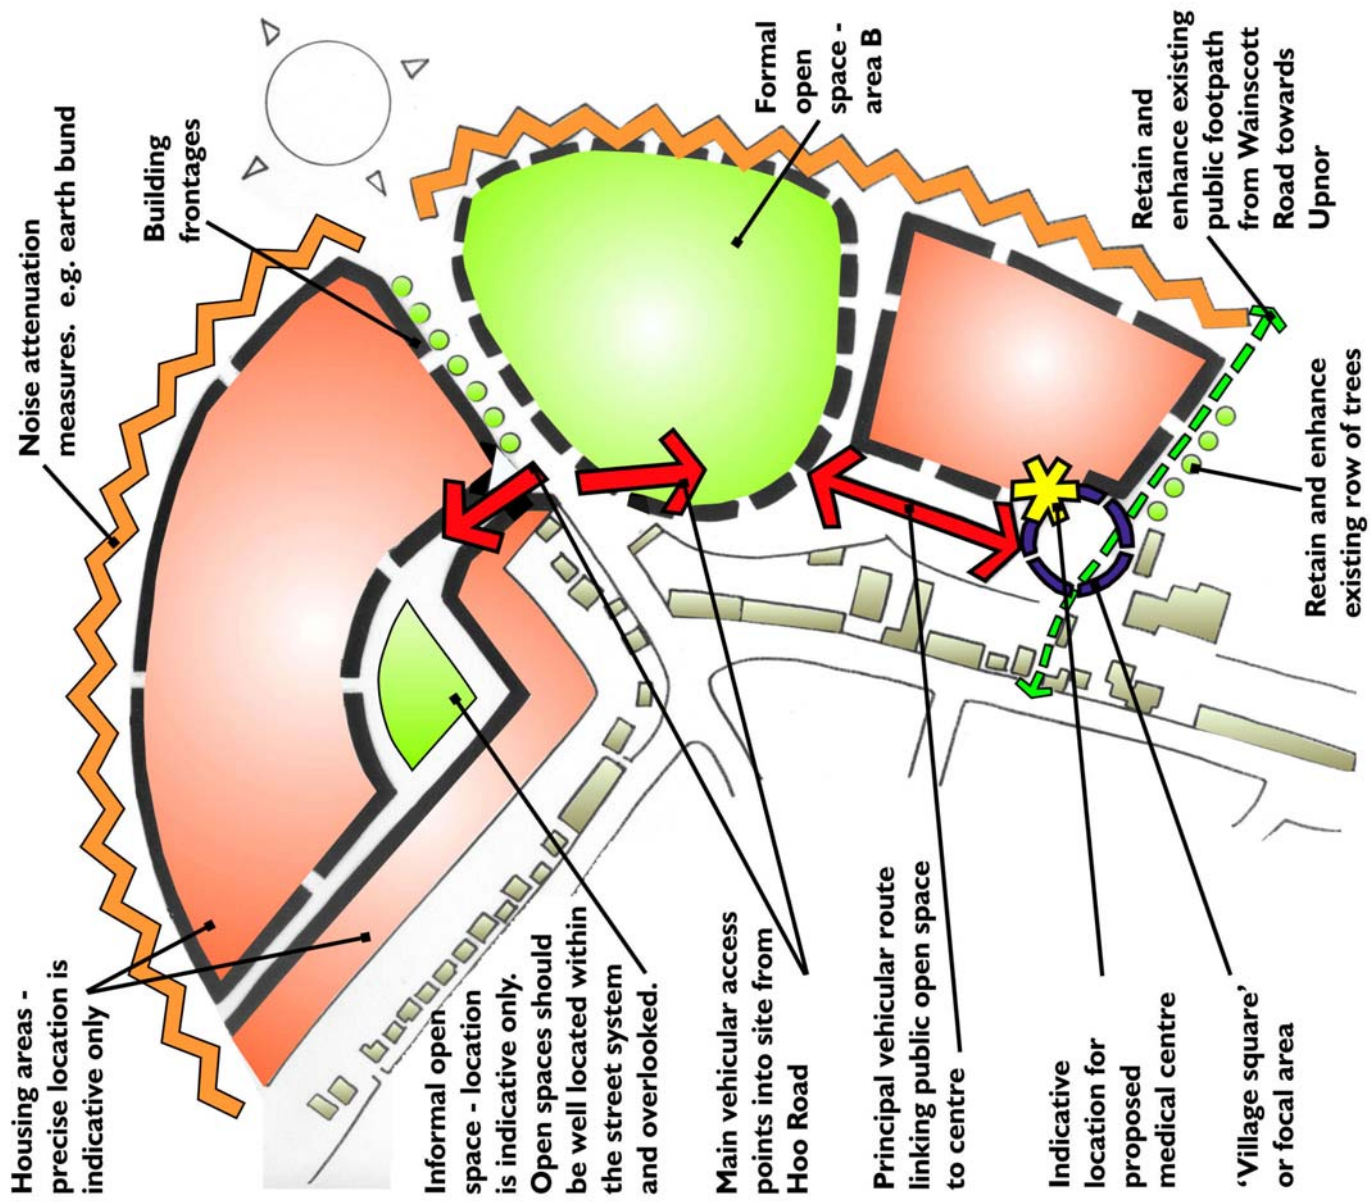 Housing areas -
precise location is
indicative only
Noise attenuation
measures.  e.g. earth bund
Building
frontages
Informal open
space - location
is indicative only.
Open spaces should
be well located within
the street system
and overlooked.
Main vehicular access
points into site from
Hoo Road
Formal
open
space -
area B
Principal vehicular route
linking public open space
to centre
Indicative
location for
proposed
medical centre
'Village square'
or focal area
Retain and
enhance existing
public footpath
from Wainscott
Road towards
Upnor
Retain and enhance
existing row of trees